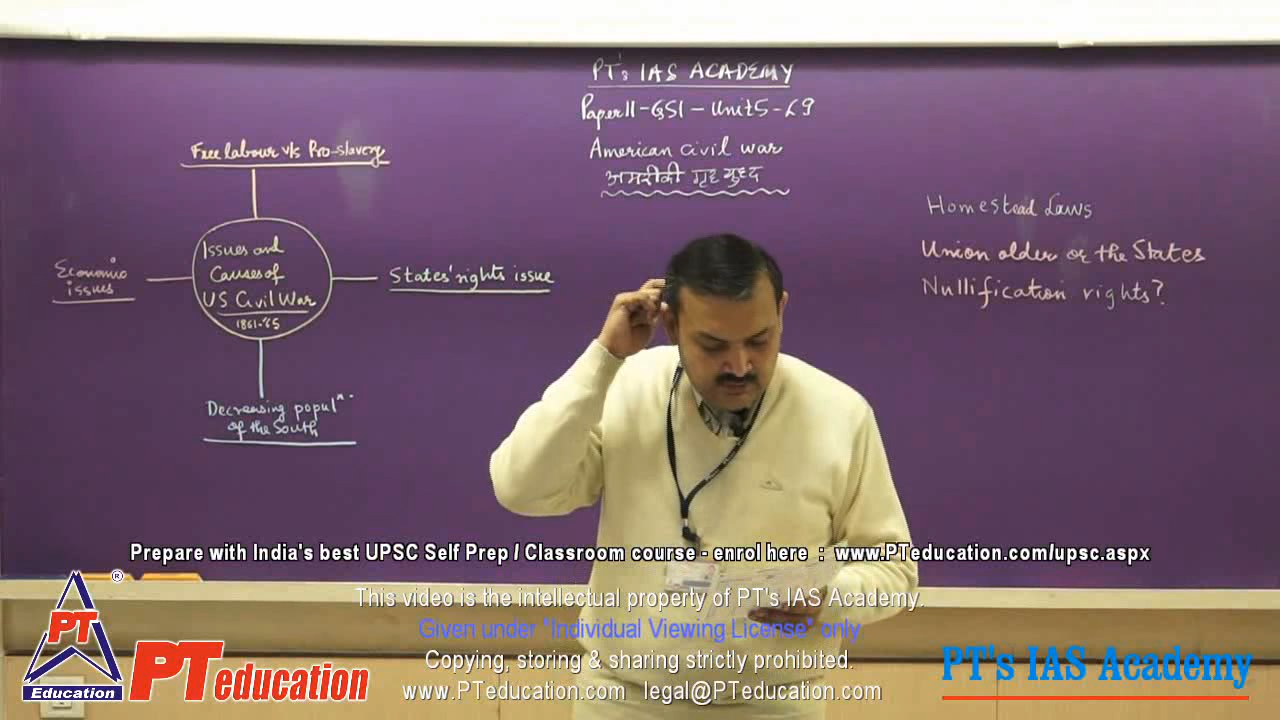 PT's IAS ACADEMY
Paper II - GSI - Unit 5 - L9
American civil war
अमरीकी गृह युध्द
Free labour v/s Pro-slavery
Issues and
Causes of
US Civil War
1861-'65
Economic
issues
States' rights issue
Decreasing populⁿ.
of the South
Homestead Laws
Union older or the States
Nullification rights?
Prepare with India's best UPSC Self Prep / Classroom course - enrol here : www.PTeducation.com/upsc.aspx
This video is the intellectual property of PT's IAS Academy.
Given under "Individual Viewing License" only
Copying, storing & sharing strictly prohibited.
www.PTeducation.com legal@PTeducation.com
PT
®
Education
PT education
PT's IAS Academy